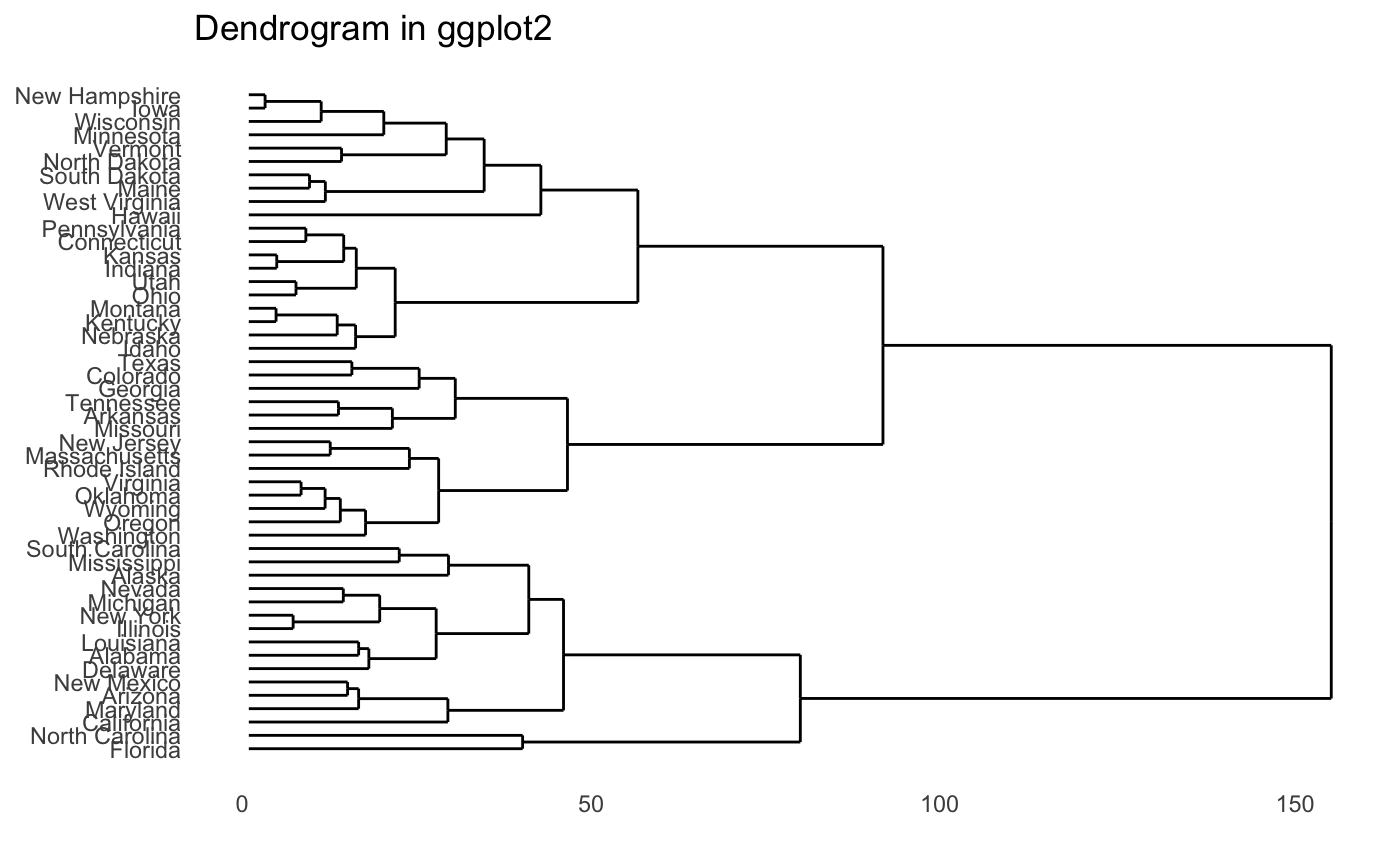 Dendrogram in ggplot2
New Hampshire
Iowa
Wisconsin
Minnesota
Vermont
North Dakota
South Dakota
Maine
West Virginia
Hawaii
Pennsylvania
Connecticut
Kansas
Indiana
Utah
Ohio
Montana
Kentucky
Nebraska
Idaho
Texas
Colorado
Georgia
Tennessee
Arkansas
Missouri
New Jersey
Massachusetts
Rhode Island
Virginia
Oklahoma
Wyoming
Oregon
Washington
South Carolina
Mississippi
Alaska
Nevada
Michigan
New York
Illinois
Louisiana
Alabama
Delaware
New Mexico
Arizona
Maryland
California
North Carolina
Florida
0 50 100 150